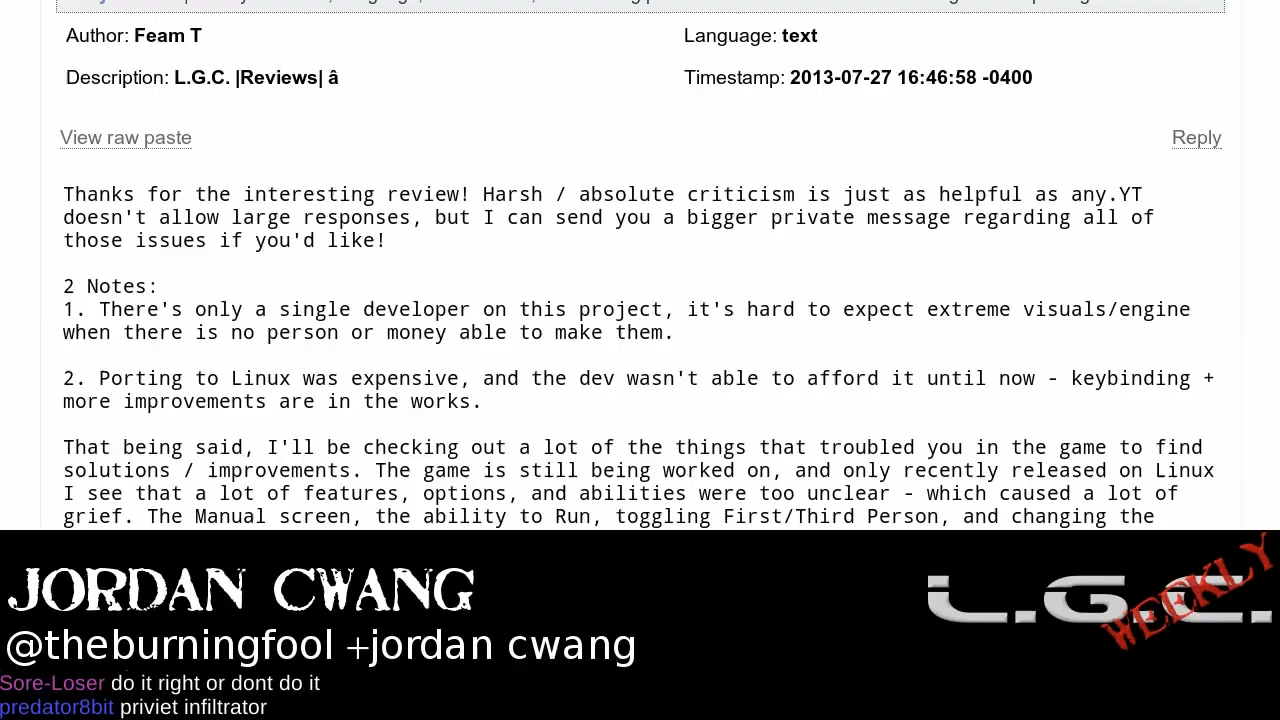 Author: Feam T
Language: text
Description: L.G.C. |Reviews| â
Timestamp: 2013-07-27 16:46:58 -0400
View raw paste
Reply
Thanks for the interesting review! Harsh / absolute criticism is just as helpful as any.YT
doesn't allow large responses, but I can send you a bigger private message regarding all of
those issues if you'd like!
2 Notes:
1. There's only a single developer on this project, it's hard to expect extreme visuals/engine
when there is no person or money able to make them.
2. Porting to Linux was expensive, and the dev wasn't able to afford it until now - keybinding +
more improvements are in the works.
That being said, I'll be checking out a lot of the things that troubled you in the game to find
solutions / improvements. The game is still being worked on, and only recently released on Linux
I see that a lot of features, options, and abilities were too unclear - which caused a lot of
grief. The Manual screen, the ability to Run, toggling First/Third Person, and changing the
JORDAN CWANG
L.G.C.
WEEKLY
@theburningfool +jordan cwang
Sore-Loser do it right or dont do it
predator8bit priviet infiltrator